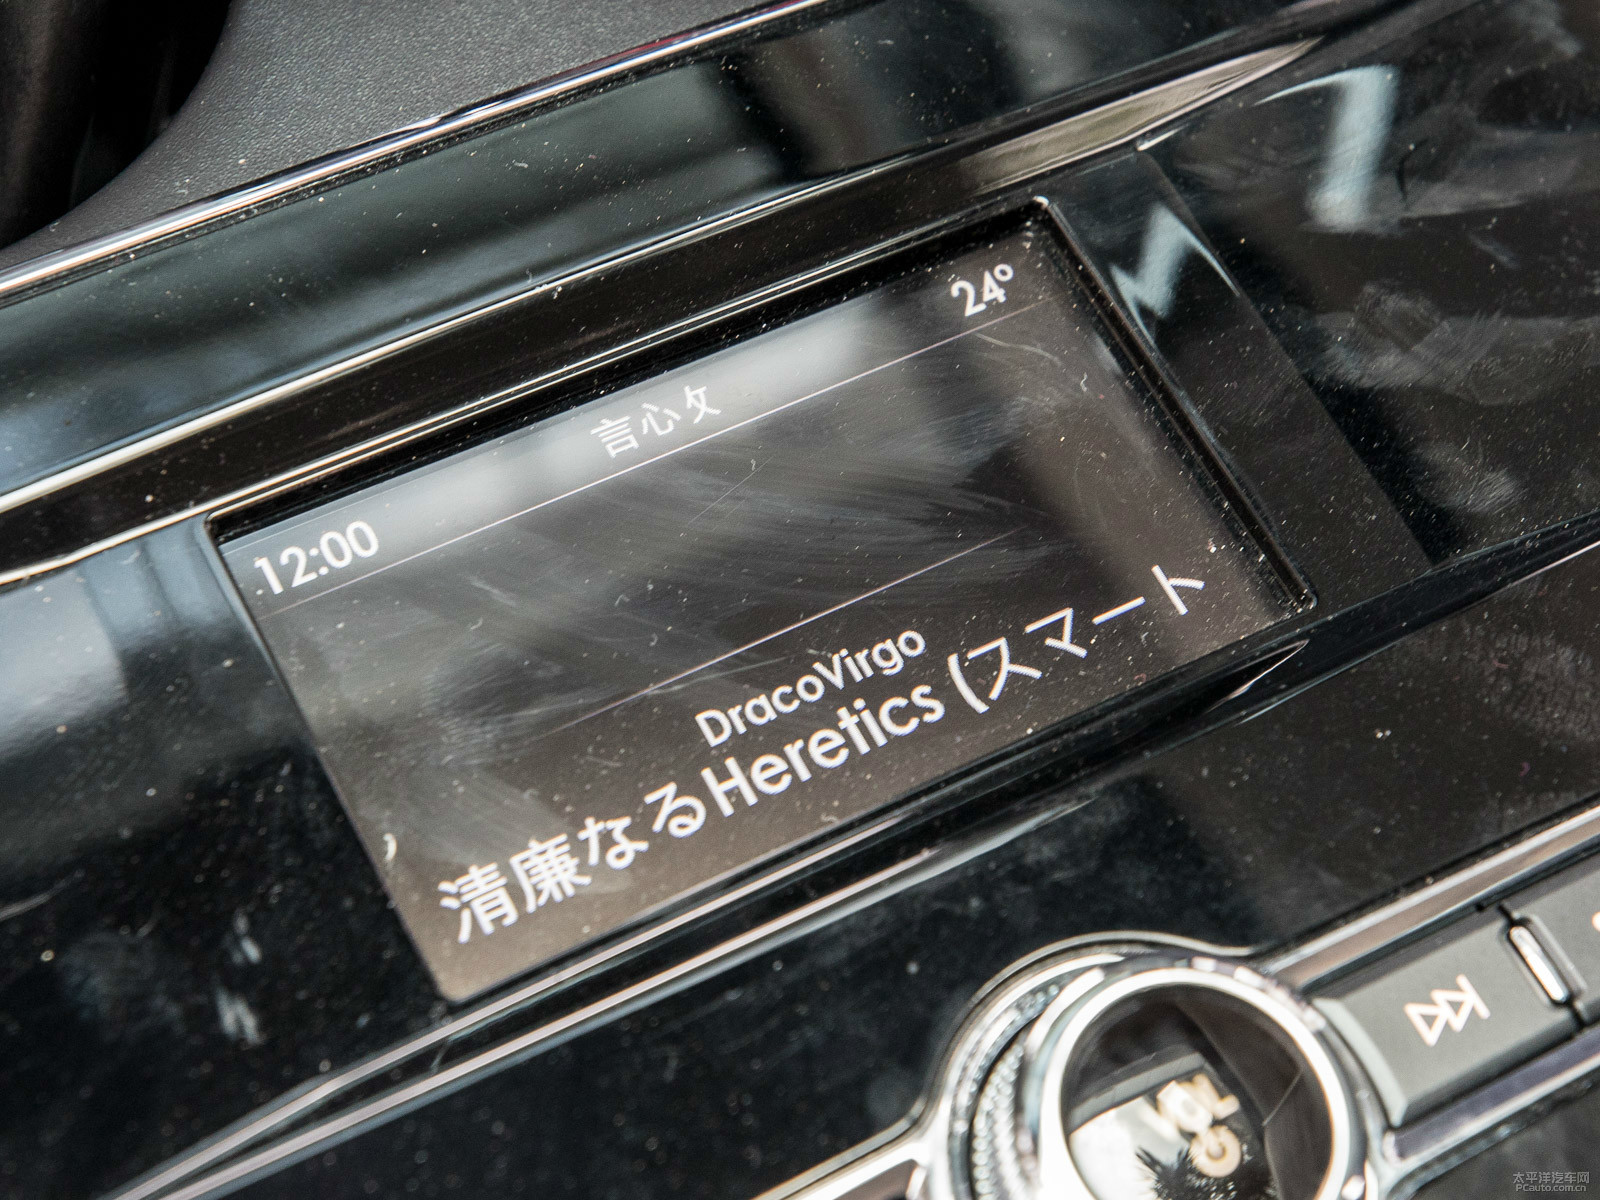 24°
言心攵
12:00
DracoVirgo
清廉なるHeretics (スマート
VOL
太平洋汽车网
PCauto.com.cn